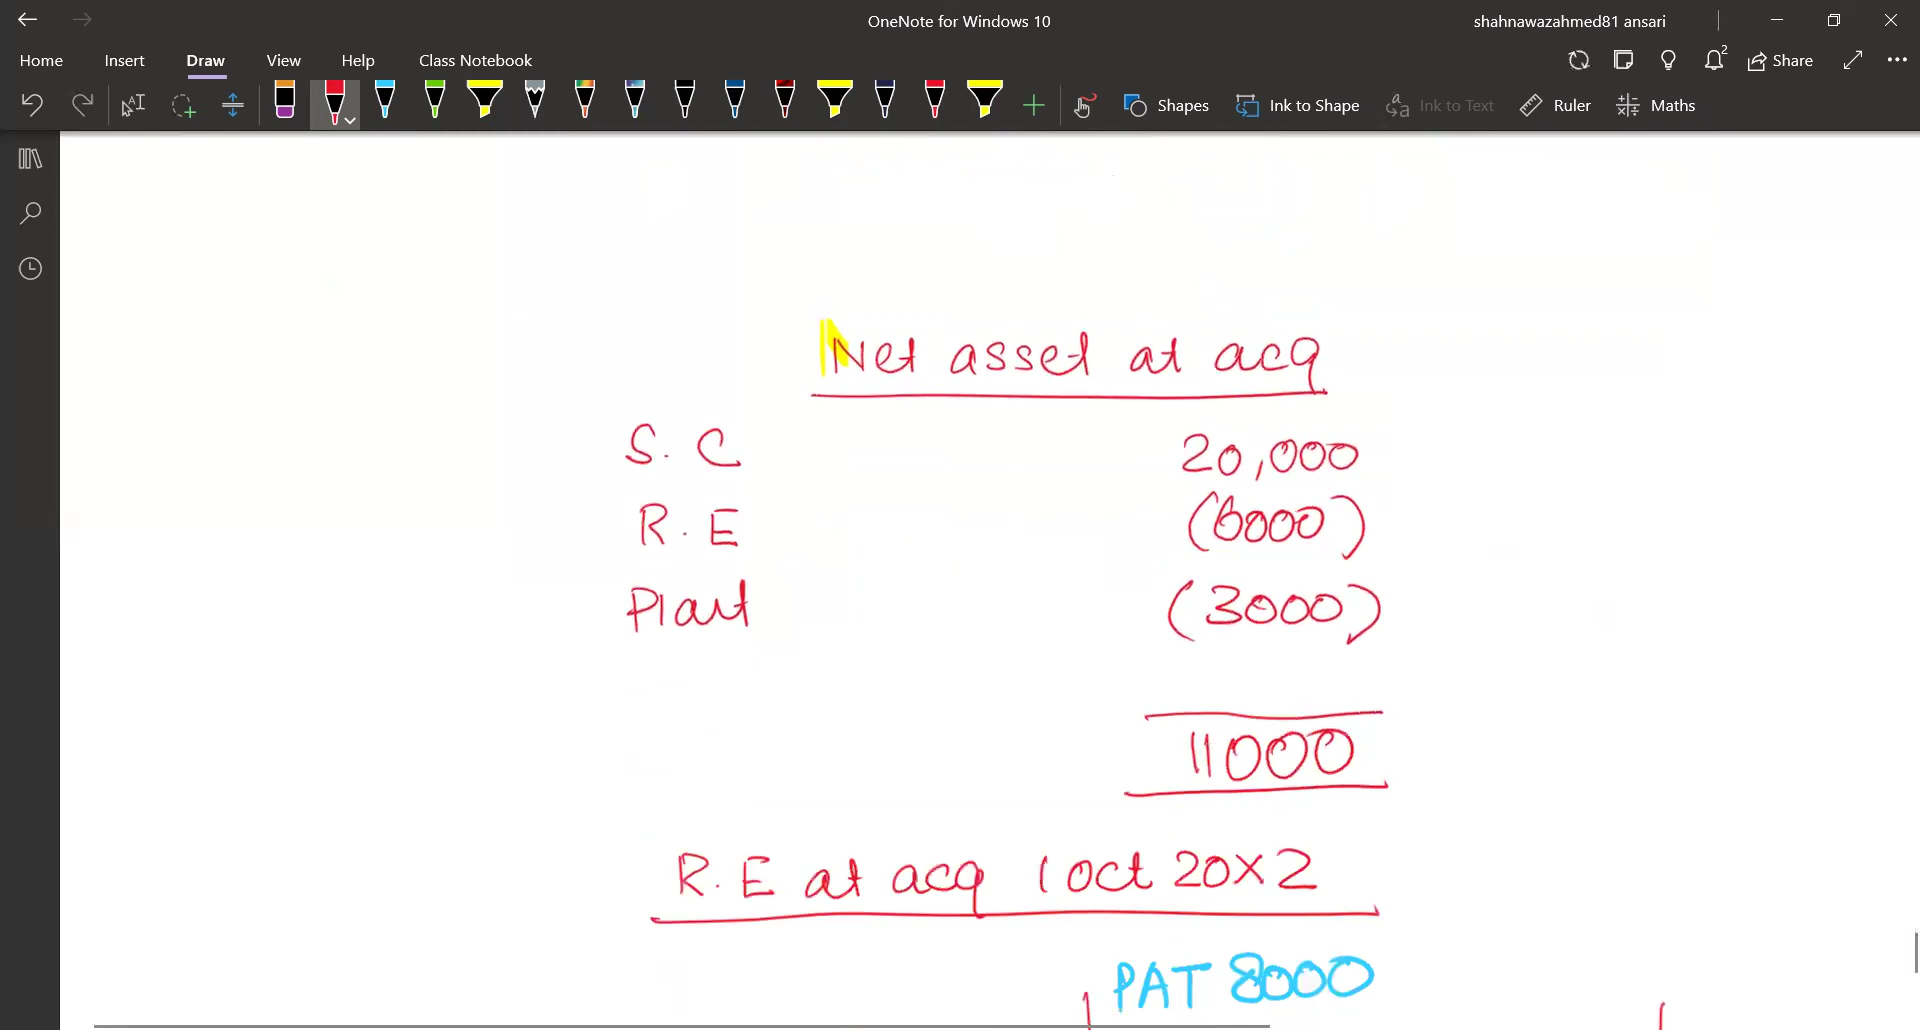 OneNote for Windows 10
shahnawazahmed81 ansari
Home Insert Draw View Help Class Notebook
2 Share
Shapes Ink to Shape Ink to Text Ruler Maths
Net asset at acq
S. C 20,000
R. E (6000)
Plant (3000)
11000
R. E at acq 1 Oct 20X2
PAT 8000